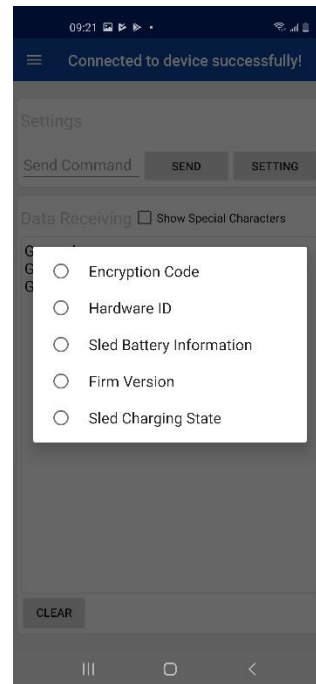 09:21
Connected to device successfully!
Settings
Send Command SEND SETTING
Data Receiving Show Special Characters
G
G
G
Encryption Code
Hardware ID
Sled Battery Information
Firm Version
Sled Charging State
CLEAR